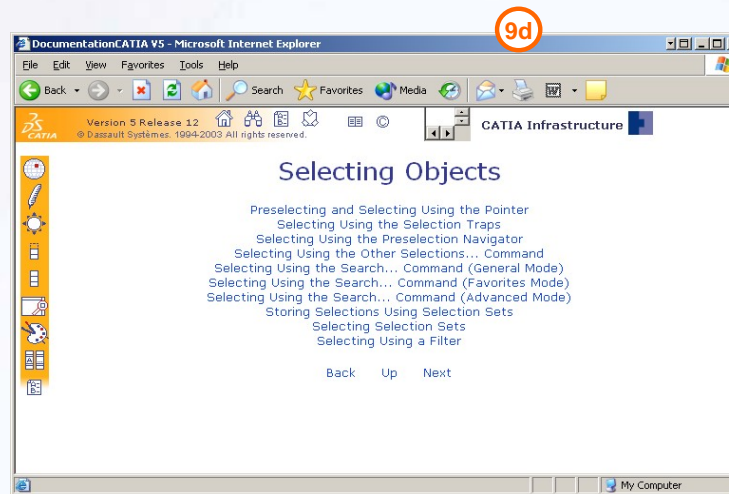 9d
DocumentationCATIA V5 - Microsoft Internet Explorer
File Edit View Favorites Tools Help
Back Search Favorites Media
CATIA
Version 5 Release 12
© Dassault Systèmes. 1994-2003 All rights reserved.
©
CATIA Infrastructure
Selecting Objects
Preselecting and Selecting Using the Pointer
Selecting Using the Selection Traps
Selecting Using the Preselection Navigator
Selecting Using the Other Selections... Command
Selecting Using the Search... Command (General Mode)
Selecting Using the Search... Command (Favorites Mode)
Selecting Using the Search... Command (Advanced Mode)
Storing Selections Using Selection Sets
Selecting Selection Sets
Selecting Using a Filter
Back Up Next
My Computer